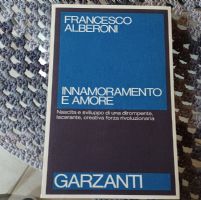 FRANCESCO
ALBERONI
INNAMORAMENTO
E AMORE
Nascita e sviluppo di una dirompente,
lacerante, creativa forza rivoluzionaria
GARZANTI